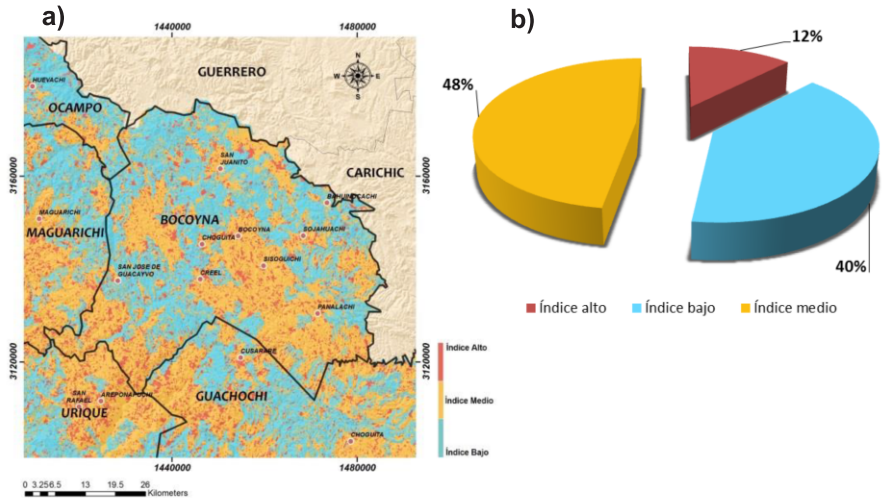 a)
1440000 1480000
N
W E
S
GUERRERO
HUEVACHI
OCAMPO
SAN
JUANITO
CARICHIC
3160000 3160000
BAHUINOCACHI
MAGUARICHI
BOCOYNA
MAGUARICHI
BOCOYNA
SOJAHUACHI
CHOGUITA
SISOGUICHI
SAN JOSE DE
GUACAYVO
CREEL
PANALACHI
CUSARARE
3120000 3120000
SAN
RAFAEL
AREPONAPUCHI
GUACHOCHI
URIQUE
CHOGUITA
1440000 1480000
0 3.25 6.5 13 19.5 26
Kilometers
Índice Alto
Índice Medio
Índice Bajo
b)
12%
48%
40%
Índice alto Índice bajo Índice medio